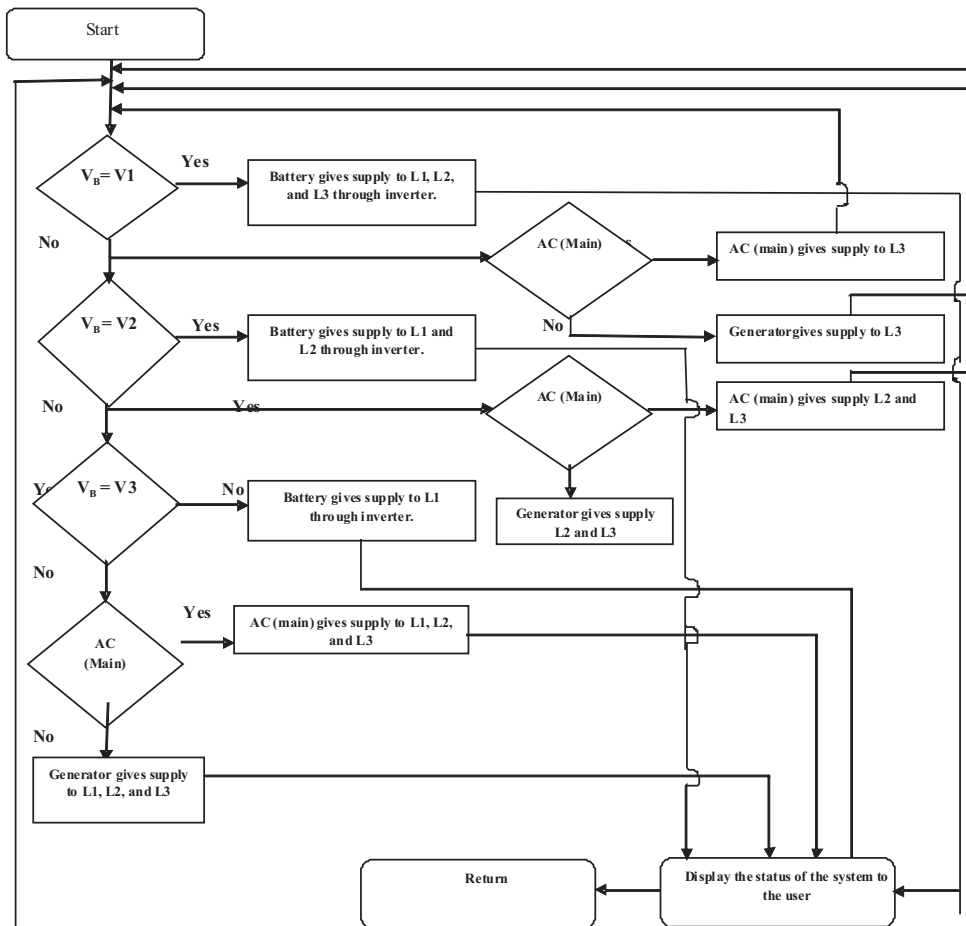 Start
V_B = V1
Yes
Battery gives supply to L1, L2,
and L3 through inverter.
No
AC (Main)
AC (main) gives supply to L3
V_B = V2
Yes
Battery gives supply to L1 and
L2 through inverter.
No
Generatorgives supply to L3
No
Yes
AC (Main)
AC (main) gives supply L2 and
L3
V_B = V3
No
Battery gives supply to L1
through inverter.
Generator gives supply
L2 and L3
No
AC
(Main)
Yes
AC (main) gives supply to L1, L2,
and L3
No
Generator gives supply
to L1, L2, and L3
Return
Display the status of the system to
the user